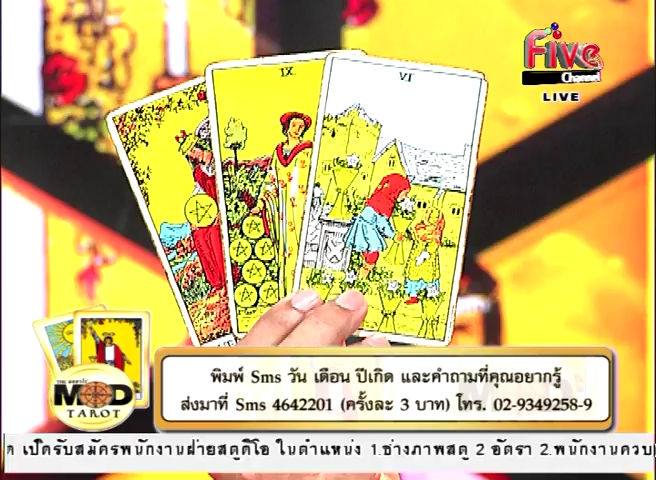 Five
Channel
LIVE
IX
VI
MOD
TAROT
พิมพ์ Sms วัน เดือน ปีเกิด และคำถามที่คุณอยากรู้
ส่งมาที่ Sms 4642201 (ครั้งละ 3 บาท) โทร. 02-9349258-9
เปิดรับสมัครพนักงานฝ่ายสตูดิโอ ในตำแหน่ง 1.ช่างภาพสตู 2 อัตรา 2.พนักงานควบ